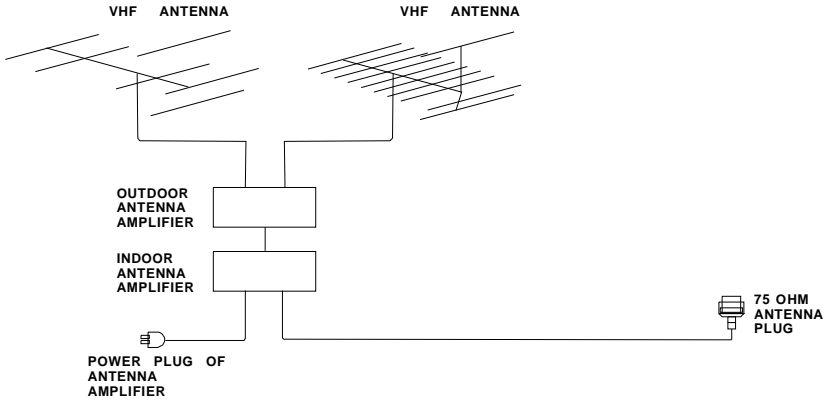 VHF ANTENNA
VHF ANTENNA
OUTDOOR
ANTENNA
AMPLIFIER
INDOOR
ANTENNA
AMPLIFIER
75 OHM
ANTENNA
PLUG
POWER PLUG OF
ANTENNA
AMPLIFIER